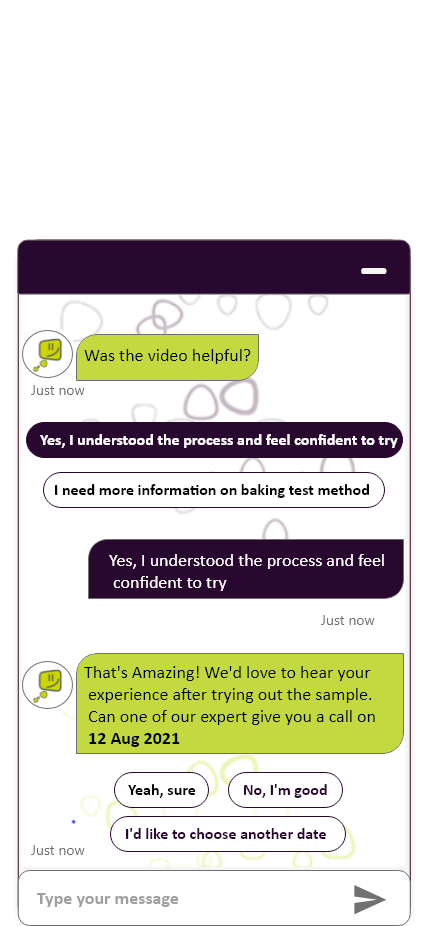 Was the video helpful?
Just now
Yes, I understood the process and feel confident to try
I need more information on baking test method
Yes, I understood the process and feel
confident to try
Just now
That's Amazing! We'd love to hear your
experience after trying out the sample.
Can one of our expert give you a call on
12 Aug 2021
Yeah, sure
No, I'm good
I'd like to choose another date
Just now
Type your message